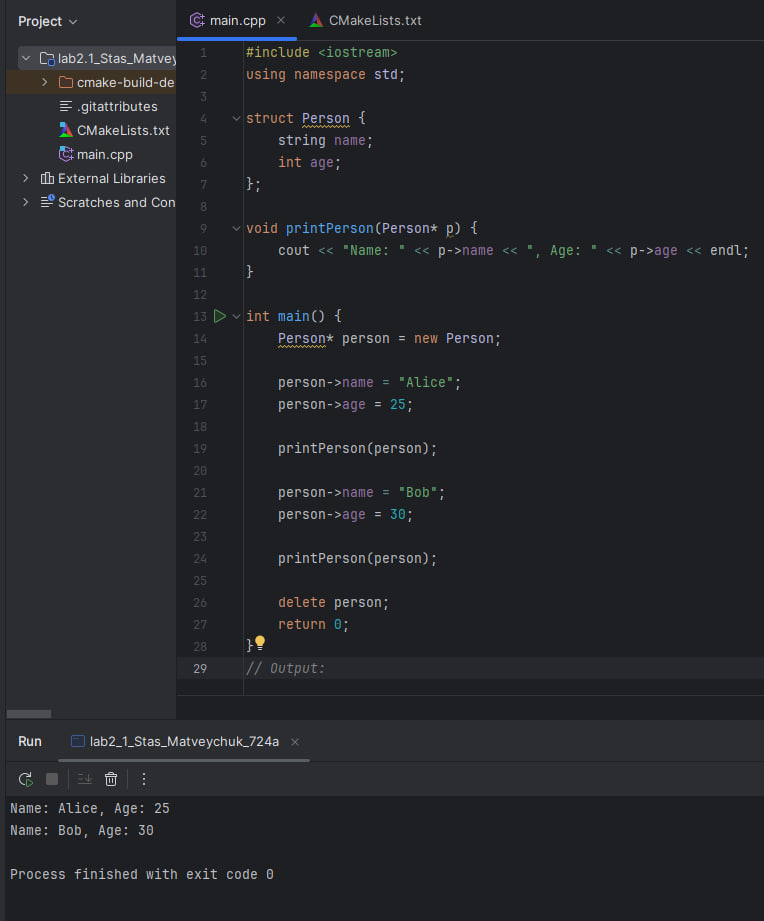 Project
main.cpp
CMakeLists.txt
lab2.1_Stas_Matvey
cmake-build-de
.gitattributes
CMakeLists.txt
main.cpp
External Libraries
Scratches and Con
1 #include <iostream>
2 using namespace std;
3
4 struct Person {
5     string name;
6     int age;
7 };
8
9 void printPerson(Person* p) {
10     cout << "Name: " << p->name << ", Age: " << p->age << endl;
11 }
12
13 int main() {
14     Person* person = new Person;
15
16     person->name = "Alice";
17     person->age = 25;
18
19     printPerson(person);
20
21     person->name = "Bob";
22     person->age = 30;
23
24     printPerson(person);
25
26     delete person;
27     return 0;
28 }
29 // Output:
Run
lab2_1_Stas_Matveychuk_724a
Name: Alice, Age: 25
Name: Bob, Age: 30
Process finished with exit code 0